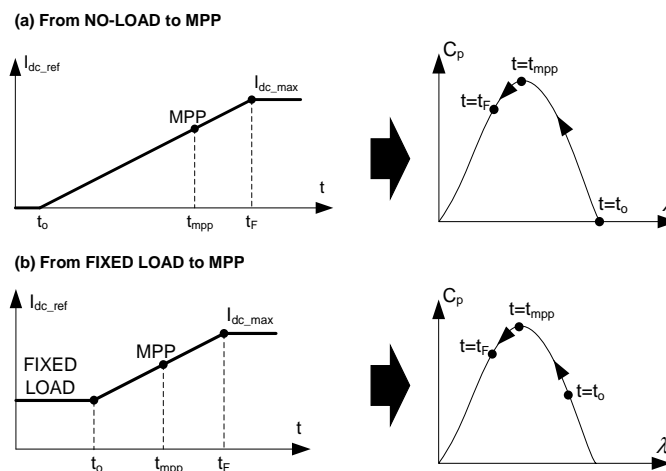 (a) From NO-LOAD to MPP
I_dc_ref
I_dc_max
MPP
t
t_o
t_mpp
t_F
C_p
t=t_mpp
t=t_F
t=t_o
λ
(b) From FIXED LOAD to MPP
I_dc_ref
I_dc_max
MPP
FIXED
LOAD
t
t_o
t_mpp
t_F
C_p
t=t_mpp
t=t_F
t=t_o
λ